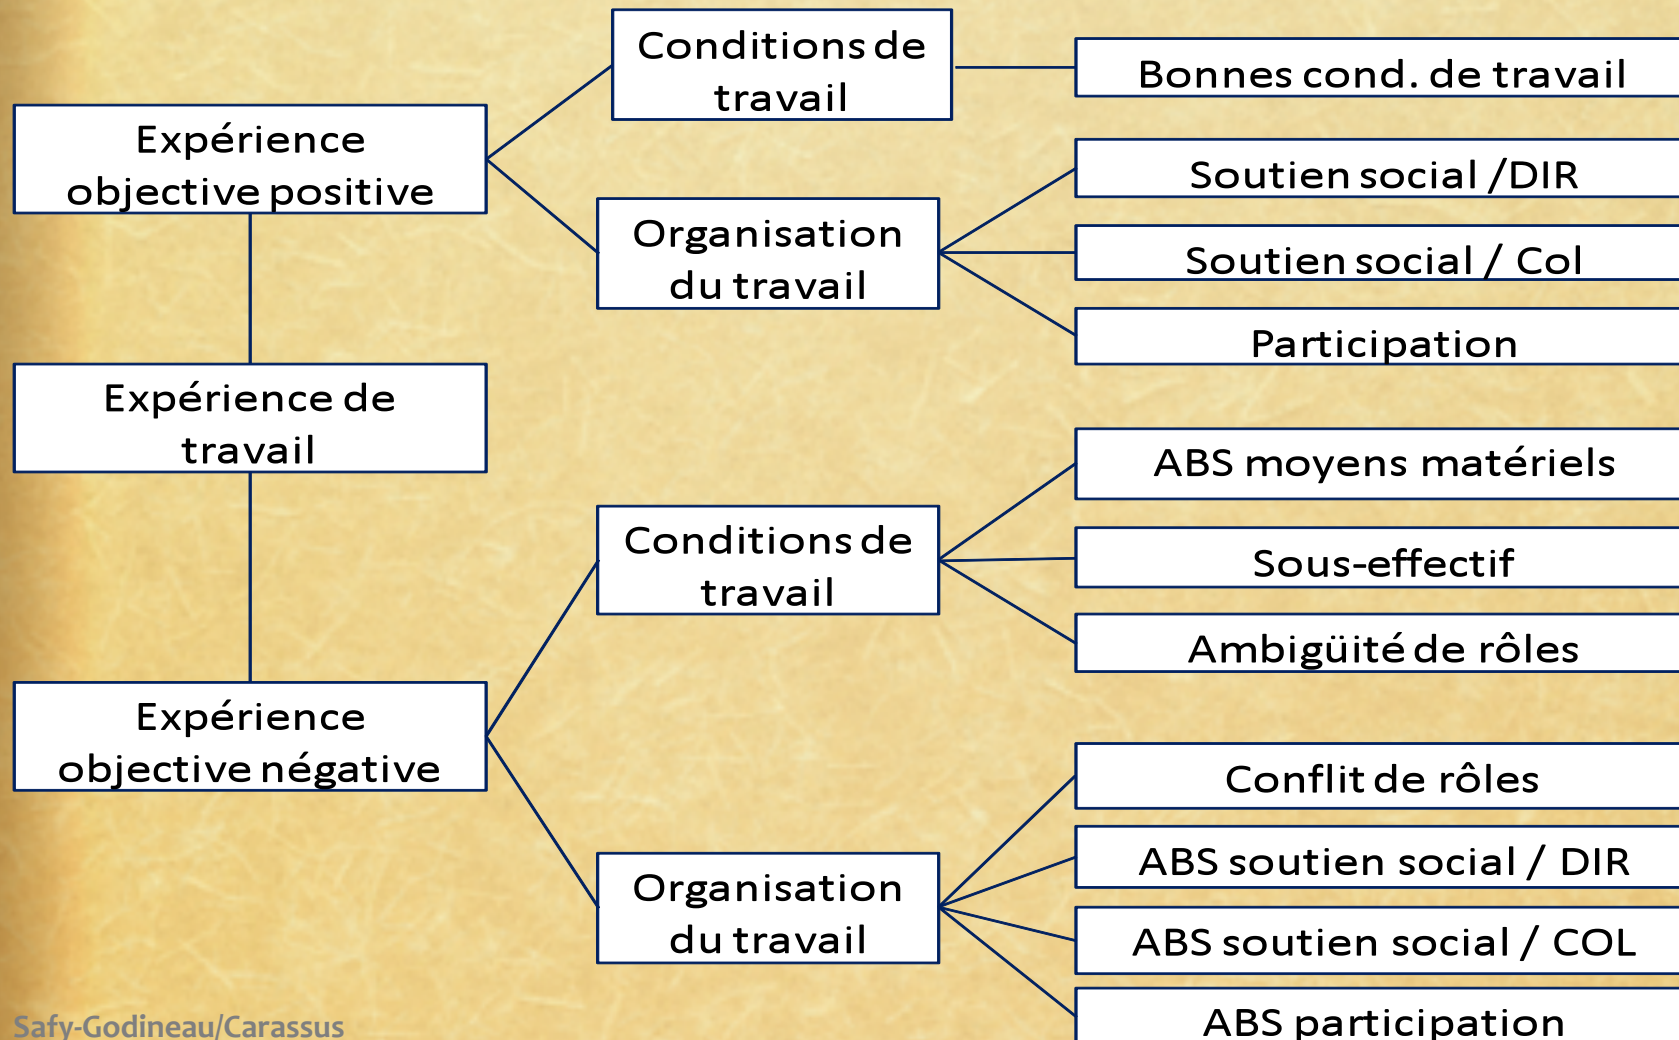 Conditions de
travail
Bonnes cond. de travail
Expérience
objective positive
Soutien social /DIR
Organisation
du travail
Soutien social / Col
Participation
Expérience de
travail
ABS moyens matériels
Conditions de
travail
Sous-effectif
Ambigüité de rôles
Expérience
objective négative
Conflit de rôles
ABS soutien social / DIR
Organisation
du travail
ABS soutien social / COL
ABS participation
Safy-Godineau/Carassus